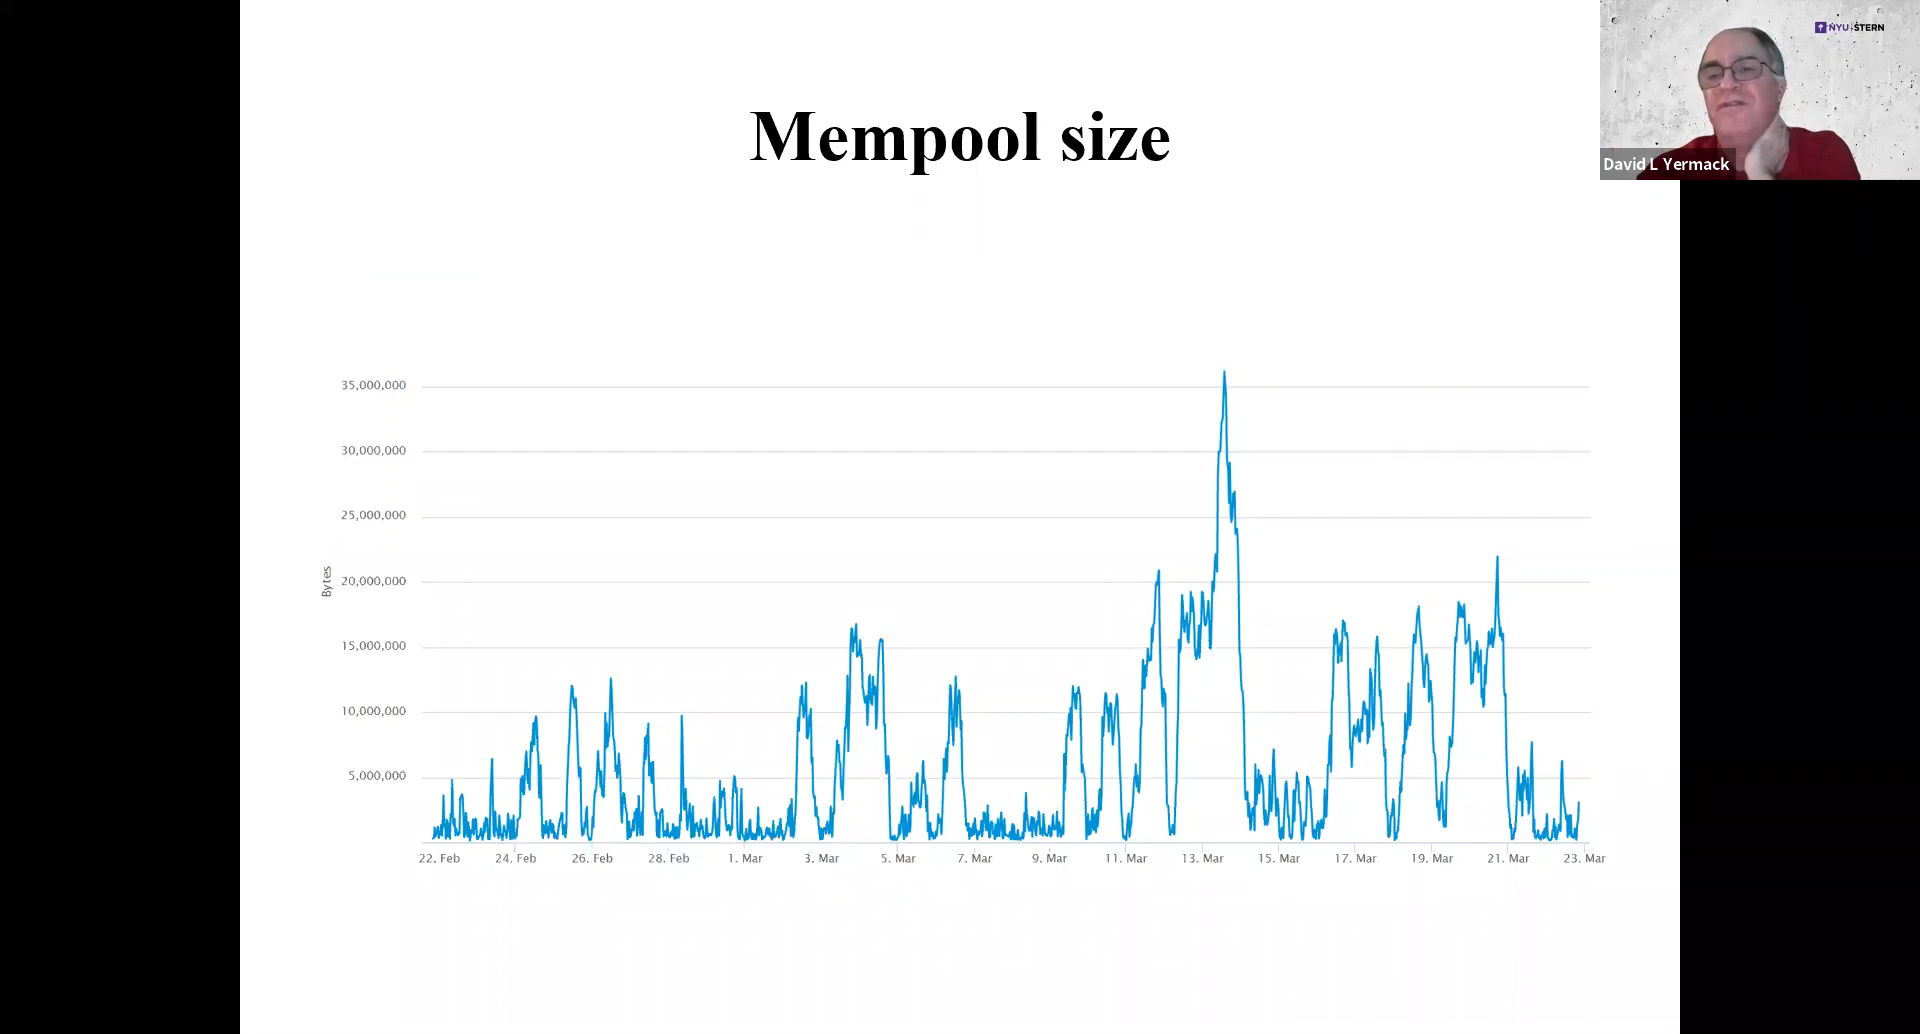 Mempool size
NYU STERN
David L Yermack
35,000,000
30,000,000
25,000,000
20,000,000
15,000,000
10,000,000
5,000,000
Bytes
22. Feb
24. Feb
26. Feb
28. Feb
1. Mar
3. Mar
5. Mar
7. Mar
9. Mar
11. Mar
13. Mar
15. Mar
17. Mar
19. Mar
21. Mar
23. Mar